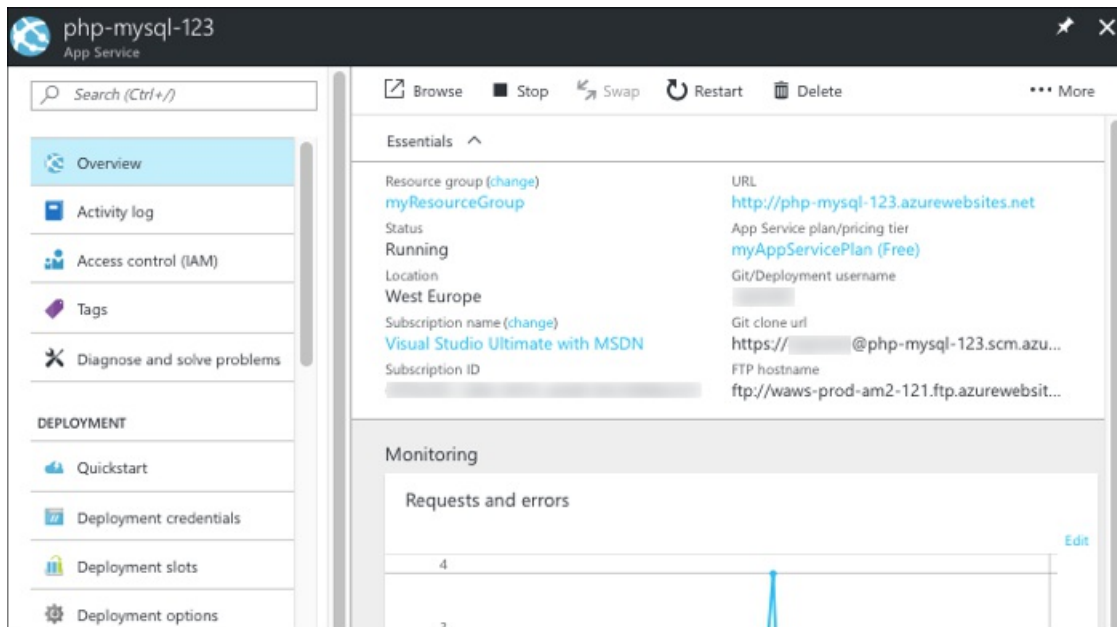 php-mysql-123
App Service
Search (Ctrl+/)
Overview
Activity log
Access control (IAM)
Tags
Diagnose and solve problems
DEPLOYMENT
Quickstart
Deployment credentials
Deployment slots
Deployment options
Browse Stop Swap Restart Delete ••• More
Essentials
Resource group (change)
myResourceGroup
Status
Running
Location
West Europe
Subscription name (change)
Visual Studio Ultimate with MSDN
Subscription ID
URL
http://php-mysql-123.azurewebsites.net
App Service plan/pricing tier
myAppServicePlan (Free)
Git/Deployment username
Git clone url
https:// @php-mysql-123.scm.azu...
FTP hostname
ftp://waws-prod-am2-121.ftp.azurewebsit...
Monitoring
Requests and errors
Edit
4